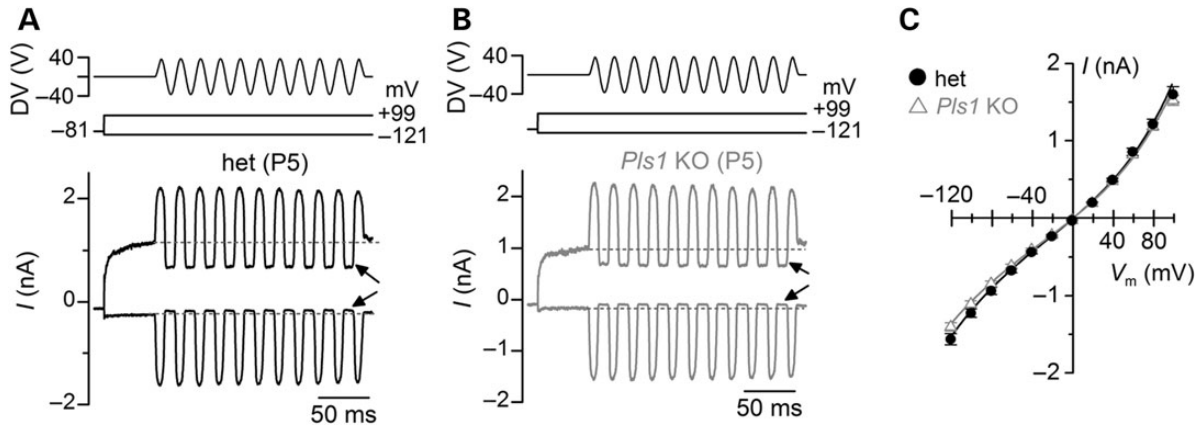 A
DV (V)
40
–40
mV
+99
–81
–121
het (P5)
I (nA)
2
1
0
–1
–2
50 ms
B
DV (V)
40
–40
mV
+99
–121
Pls1 KO (P5)
I (nA)
2
1
0
–1
–2
50 ms
C
het
Pls1 KO
I (nA)
2
1
–120
–40
40
80
Vm (mV)
–1
–2